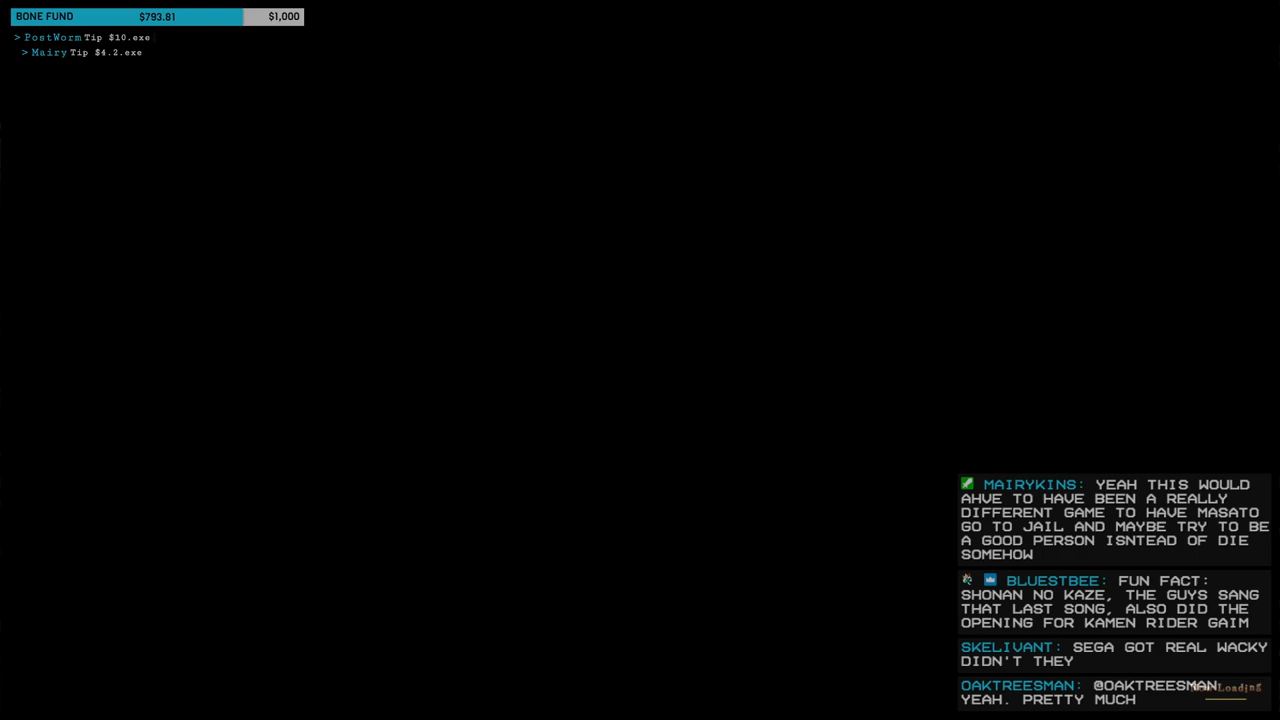 BONE FUND $793.81 $1,000
> PostWorm Tip $10.exe
> Mairy Tip $4.2.exe
MAIRYKINS: YEAH THIS WOULD
AHVE TO HAVE BEEN A REALLY
DIFFERENT GAME TO HAVE MASATO
GO TO JAIL AND MAYBE TRY TO BE
A GOOD PERSON ISNTEAD OF DIE
SOMEHOW
BLUESTBEE: FUN FACT:
SHONAN NO KAZE, THE GUYS SANG
THAT LAST SONG, ALSO DID THE
OPENING FOR KAMEN RIDER GAIM
SKELIVANT: SEGA GOT REAL WACKY
DIDN'T THEY
OAKTREESMAN: @OAKTREESMAN
Loading
YEAH. PRETTY MUCH